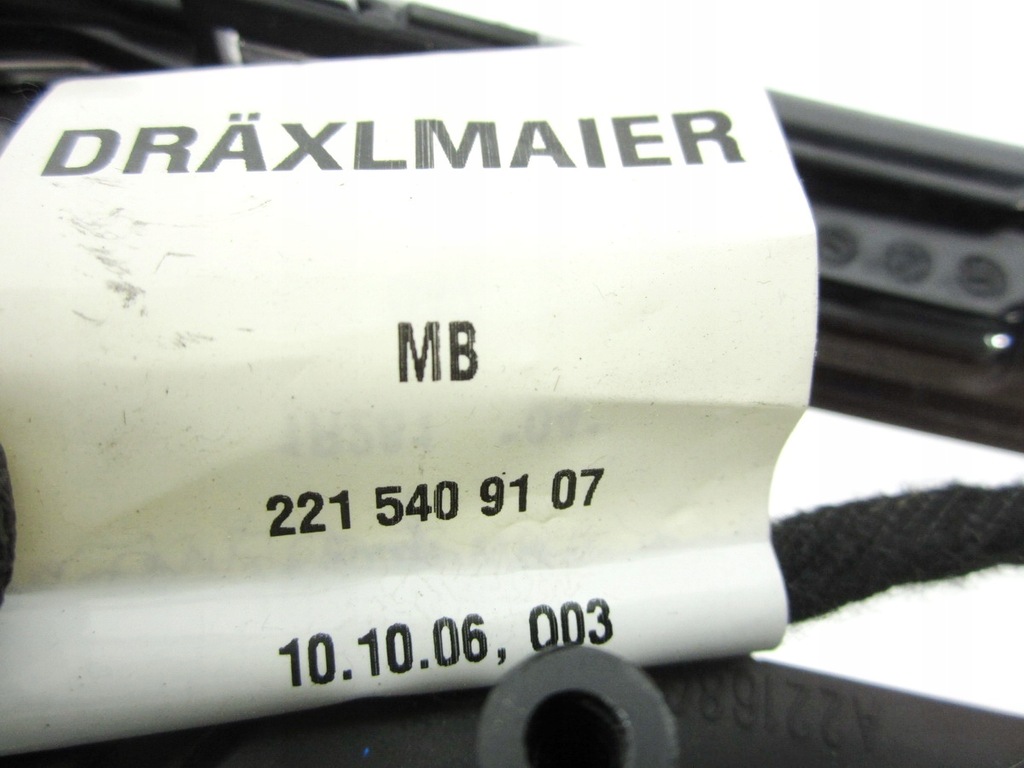 DRÄXLMAIER
MB
221 540 91 07
10.10.06, 003